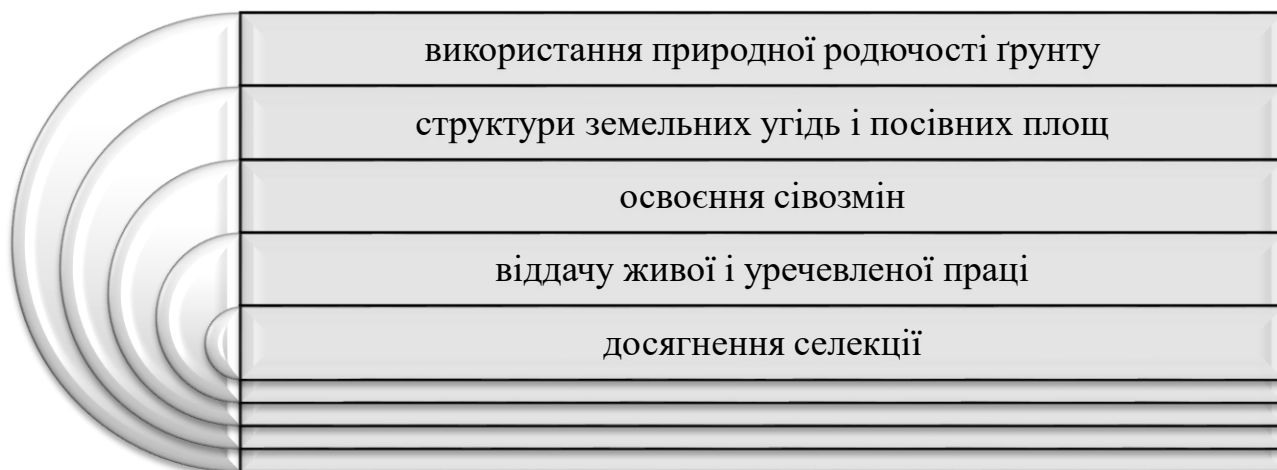 використання природної родючості ґрунту
структури земельних угідь і посівних площ
освоєння сівозмін
віддачу живої і уречевленої праці
досягнення селекції